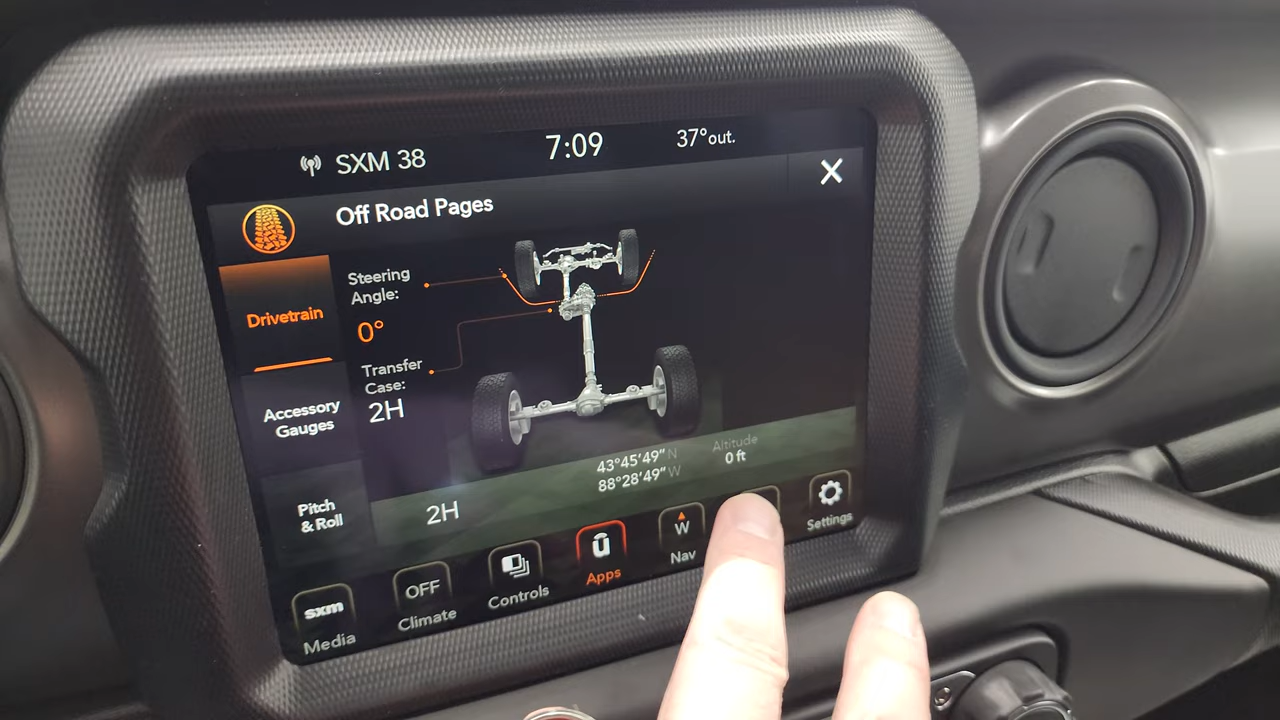 SXM 38
7:09
37°out.
Off Road Pages
Drivetrain
Steering
Angle:
0°
Transfer
Case:
2H
Accessory
Gauges
Pitch
& Roll
43°45'49" N
88°28'49" W
Altitude
0 ft
2H
sxm
Media
OFF
Climate
Controls
û
Apps
W
Nav
Settings